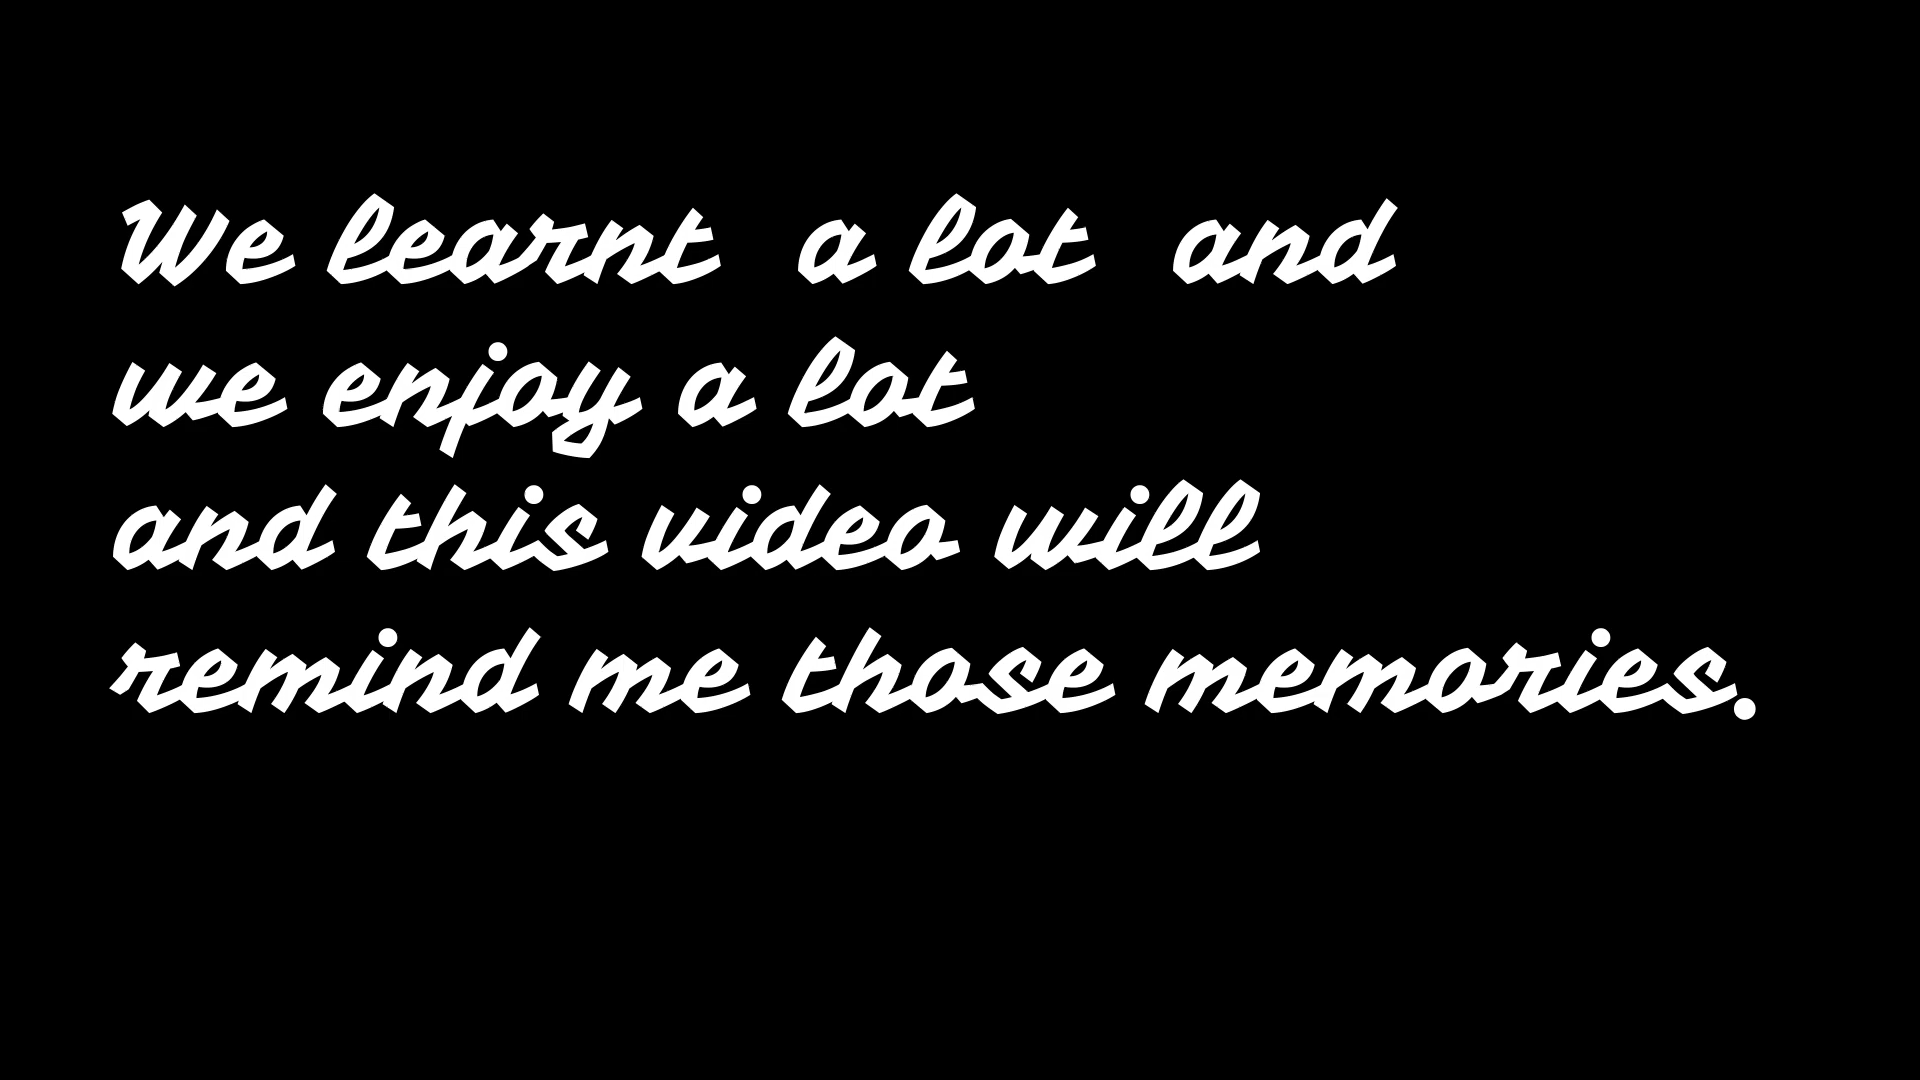 We learnt a lot and
we enjoy a lot
and this video will
remind me those memories.